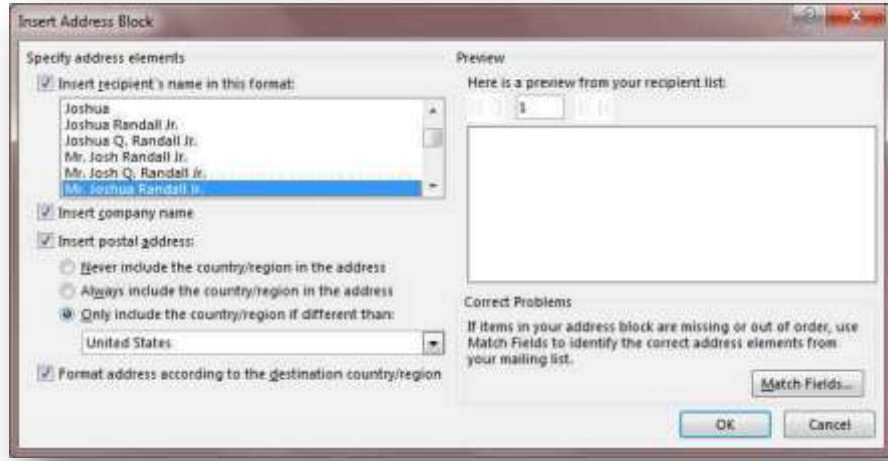 Insert Address Block
Specify address elements
Insert recipient's name in this format:
Joshua
Joshua Randall Jr.
Joshua Q. Randall Jr.
Mr. Josh Randall Jr.
Mr. Josh Q. Randall Jr.
Mr. Joshua Randall Jr.
Insert company name
Insert postal address:
Never include the country/region in the address
Always include the country/region in the address
Only include the country/region if different than:
United States
Format address according to the destination country/region
Preview
Here is a preview from your recipient list:
1
Correct Problems
If items in your address block are missing or out of order, use
Match Fields to identify the correct address elements from
your mailing list.
Match Fields...
OK
Cancel